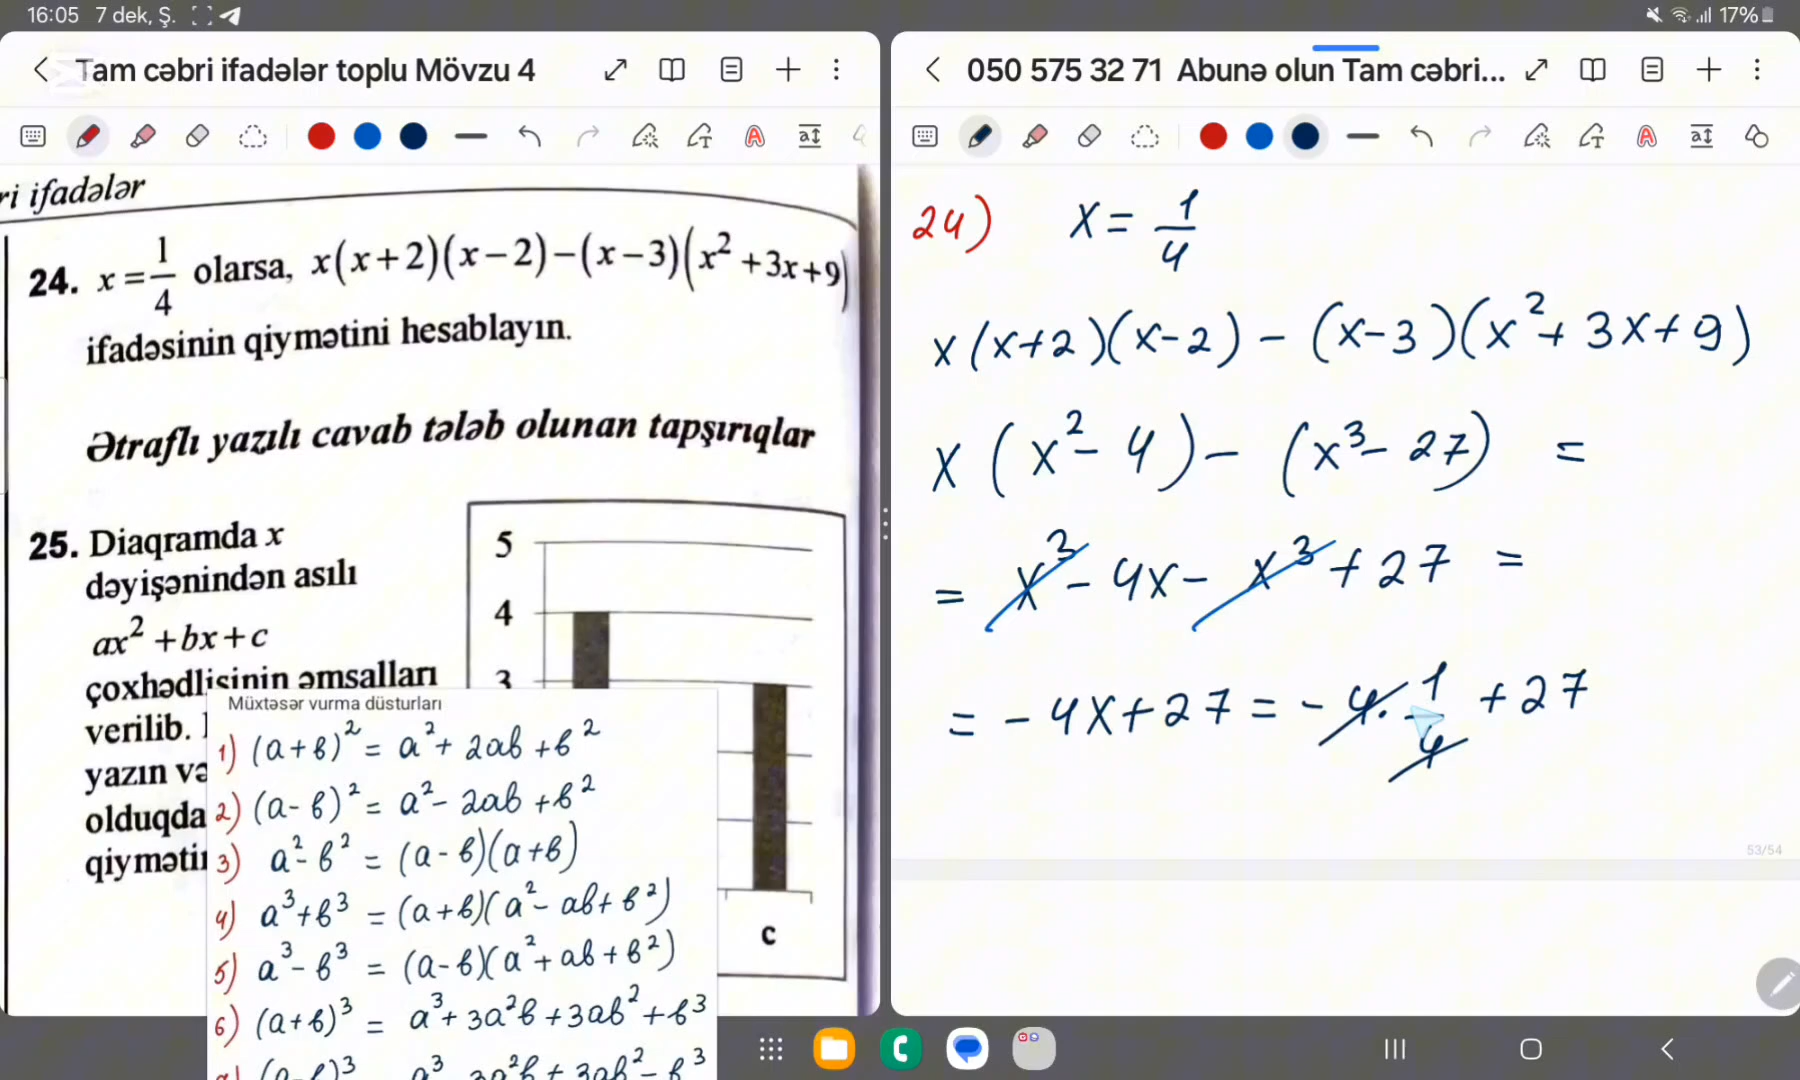 16:05 7 dek, Ş. 17%
Tam cəbri ifadələr toplu Mövzu 4
ri ifadələr
24. x = 1/4 olarsa, x(x+2)(x−2)−(x−3)(x²+3x+9)
ifadəsinin qiymətini hesablayın.
Ətraflı yazılı cavab tələb olunan tapşırıqlar
25. Diaqramda x
dəyişənindən asılı
ax² +bx+c
çoxhədlisinin əmsalları
verilib.
yazın və
olduqda
qiymətin
5
4
3
c
Müxtəsər vurma düsturları
1) (a+b)² = a²+ 2ab +b²
2) (a-b)² = a²- 2ab +b²
3) a²-b² = (a-b)(a+b)
4) a³+b³ = (a+b)(a²- ab+b²)
5) a³-b³ = (a-b)(a²+ab+b²)
6) (a+b)³ = a³+3a²b+3ab²+b³
050 575 32 71 Abunə olun Tam cəbri...
24) x = 1/4
x(x+2)(x-2) - (x-3)(x²+3x+9)
x(x²-4) - (x³-27) =
= x³-4x-x³+27 =
= -4x+27 = -4·1/4 +27
53/54